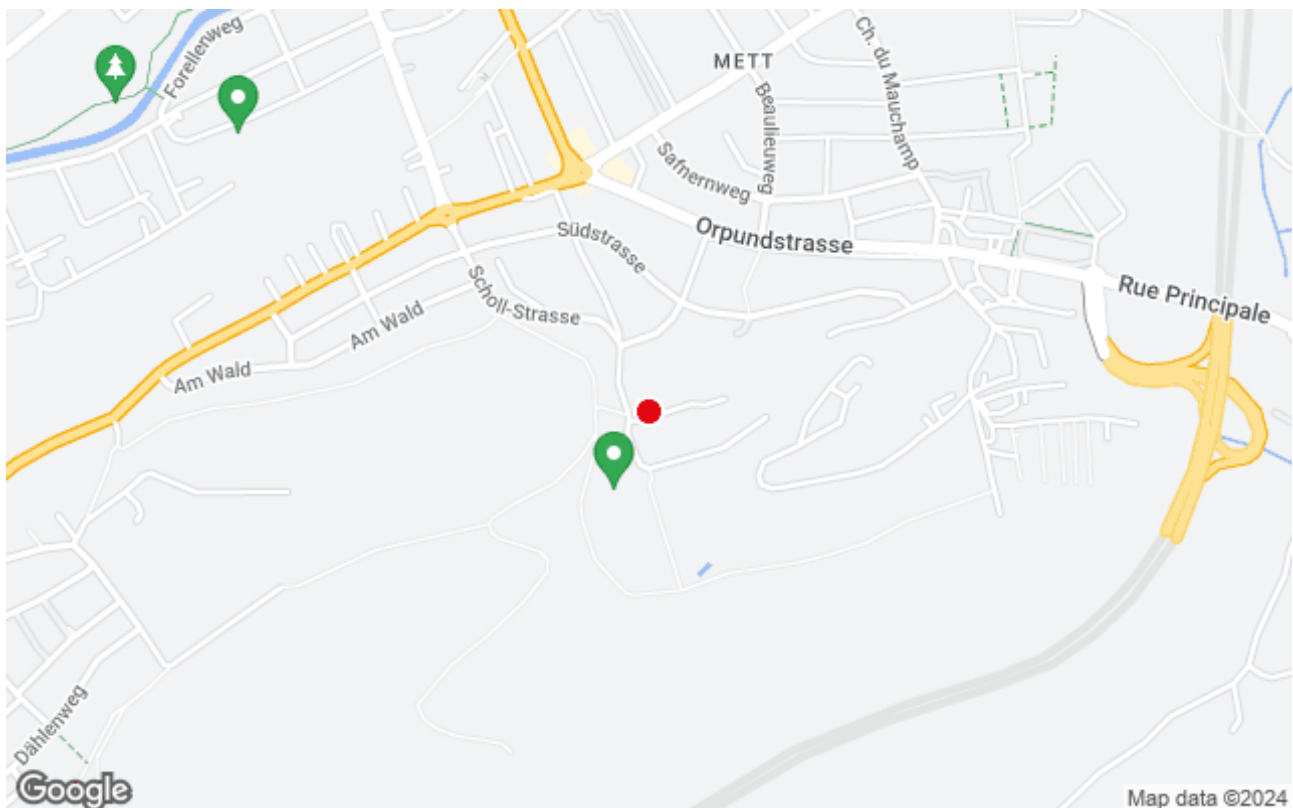 Forellenweg
METT
Ch. du Mauchamp
Beaulieuweg
Safnernweg
Orpundstrasse
Südstrasse
Rue Principale
Scholl-Strasse
Am Wald
Am Wald
Dählenweg
Google
Map data ©2024